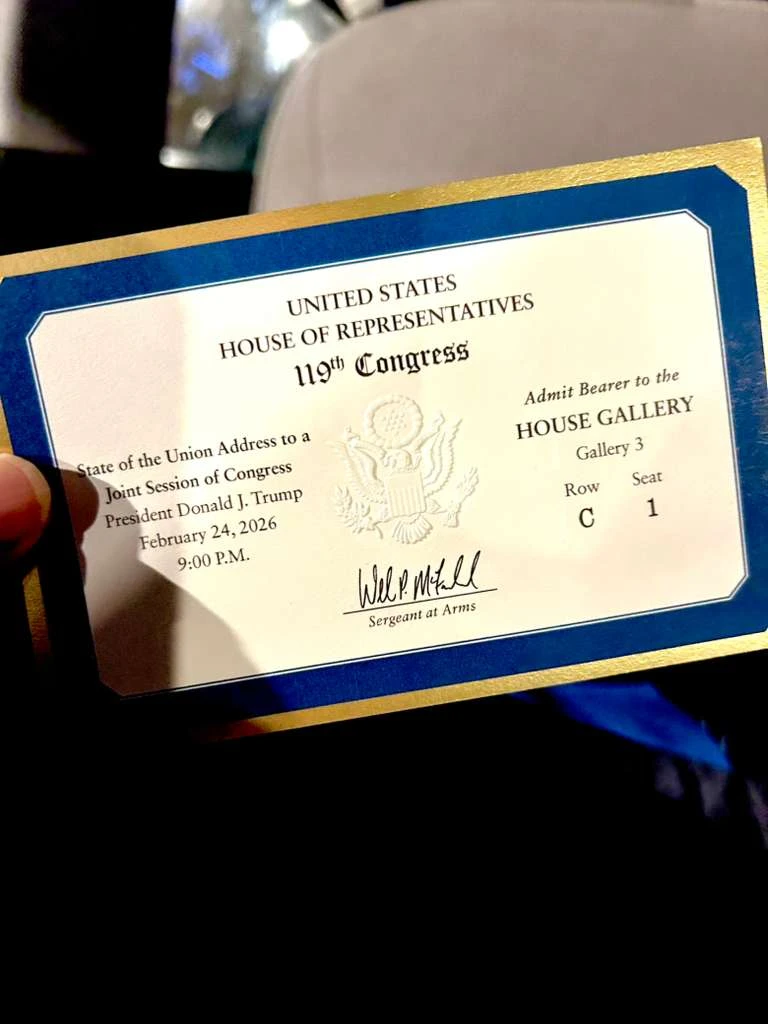 UNITED STATES
HOUSE OF REPRESENTATIVES
119th Congress
State of the Union Address to a
Joint Session of Congress
President Donald J. Trump
February 24, 2026
9:00 P.M.
Admit Bearer to the
HOUSE GALLERY
Gallery 3
Row Seat
C 1
Sergeant at Arms